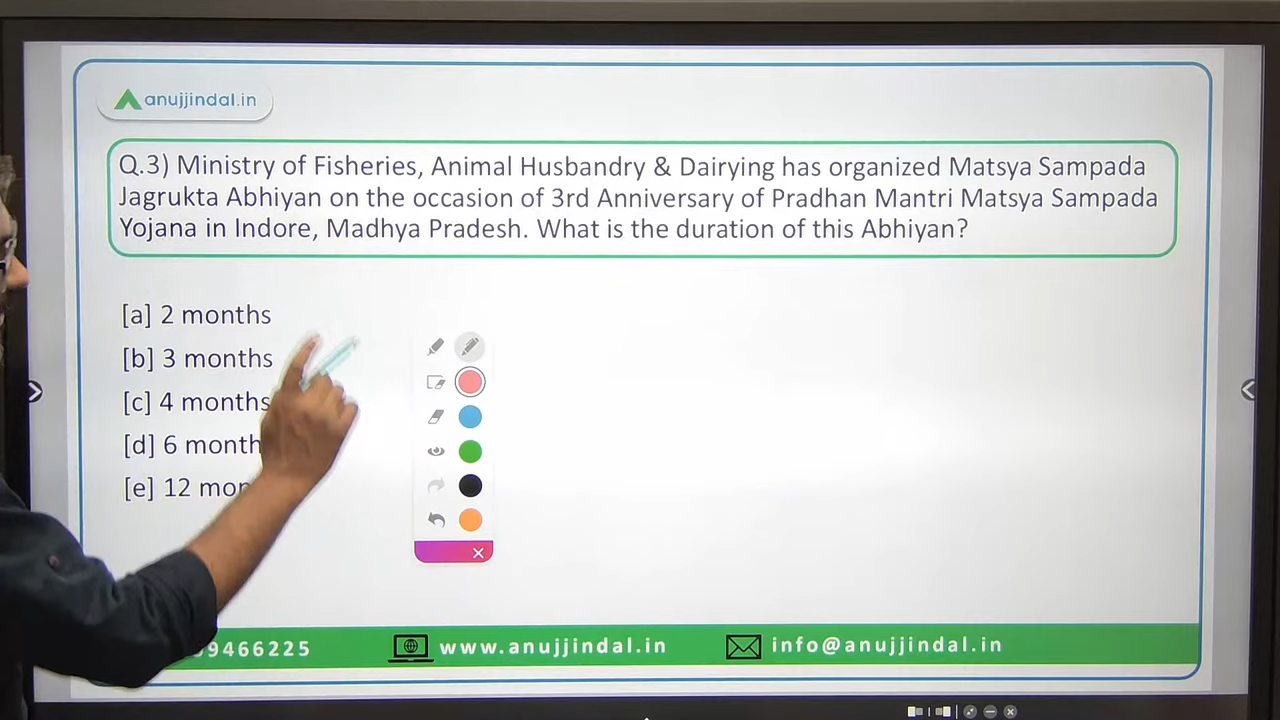 anujjindal.in
Q.3) Ministry of Fisheries, Animal Husbandry & Dairying has organized Matsya Sampada
Jagrukta Abhiyan on the occasion of 3rd Anniversary of Pradhan Mantri Matsya Sampada
Yojana in Indore, Madhya Pradesh. What is the duration of this Abhiyan?
[a] 2 months
[b] 3 months
[c] 4 months
[d] 6 month
[e] 12 mon
9466225 www.anujjindal.in info@anujjindal.in